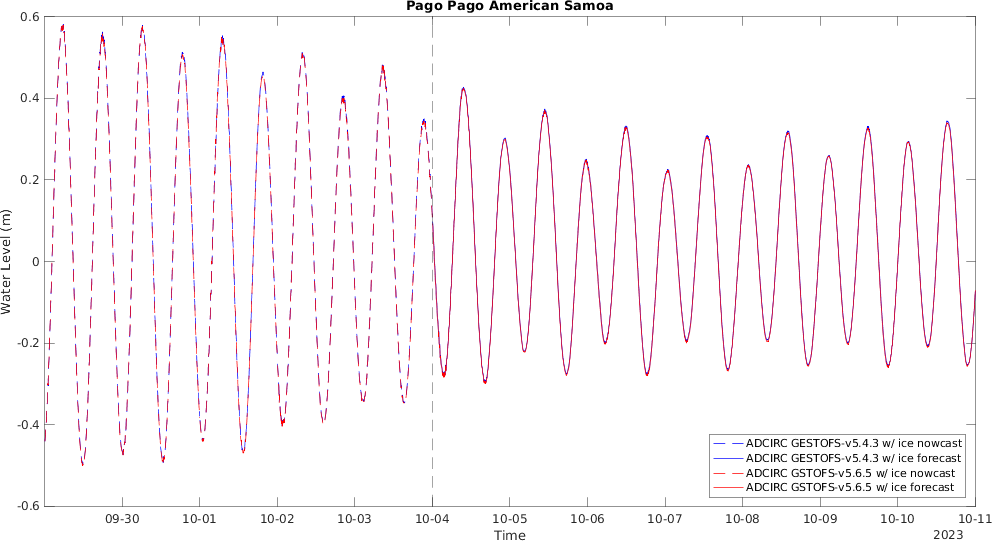 Pago Pago American Samoa
0.6
0.4
0.2
0
-0.2
-0.4
-0.6
Water Level (m)
ADCIRC GESTOFS-v5.4.3 w/ ice nowcast
ADCIRC GESTOFS-v5.4.3 w/ ice forecast
ADCIRC GSTOFS-v5.6.5 w/ ice nowcast
ADCIRC GSTOFS-v5.6.5 w/ ice forecast
09-30 10-01 10-02 10-03 10-04 10-05 10-06 10-07 10-08 10-09 10-10 10-11
Time
2023